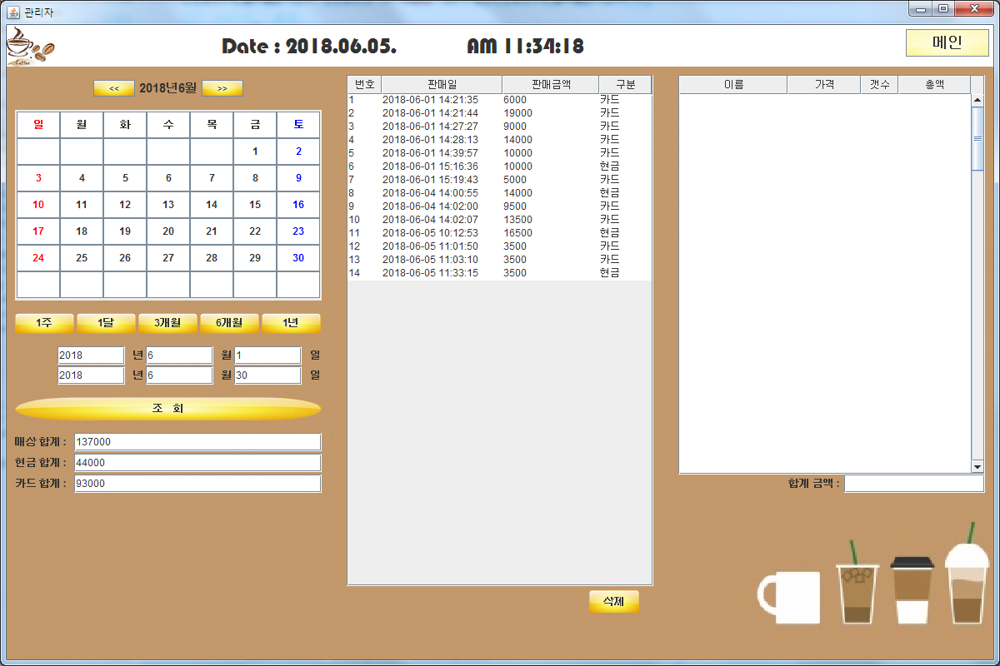 관리자
Coffee
Date : 2018.06.05. AM 11:34:18
메인
<< 2018년6월 >>
일 월 화 수 목 금 토
1 2
3 4 5 6 7 8 9
10 11 12 13 14 15 16
17 18 19 20 21 22 23
24 25 26 27 28 29 30
1주 1달 3개월 6개월 1년
2018 년 6 월 1 일
2018 년 6 월 30 일
조 회
매상 합계 : 137000
현금 합계 : 44000
카드 합계 : 93000
번호 판매일 판매금액 구분
1 2018-06-01 14:21:35 6000 카드
2 2018-06-01 14:21:44 19000 카드
3 2018-06-01 14:27:27 9000 카드
4 2018-06-01 14:28:13 14000 카드
5 2018-06-01 14:39:57 10000 카드
6 2018-06-01 15:16:36 10000 현금
7 2018-06-01 15:19:43 5000 카드
8 2018-06-04 14:00:55 14000 현금
9 2018-06-04 14:02:00 9500 카드
10 2018-06-04 14:02:07 13500 카드
11 2018-06-05 10:12:53 16500 현금
12 2018-06-05 11:01:50 3500 카드
13 2018-06-05 11:03:10 3500 카드
14 2018-06-05 11:33:15 3500 현금
삭제
이름 가격 갯수 총액
합계 금액 :